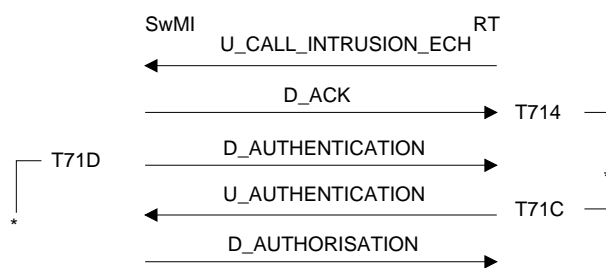 SwMI RT
U_CALL_INTRUSION_ECH
D_ACK
T714
D_AUTHENTICATION
T71D
*
U_AUTHENTICATION
T71C
*
D_AUTHORISATION